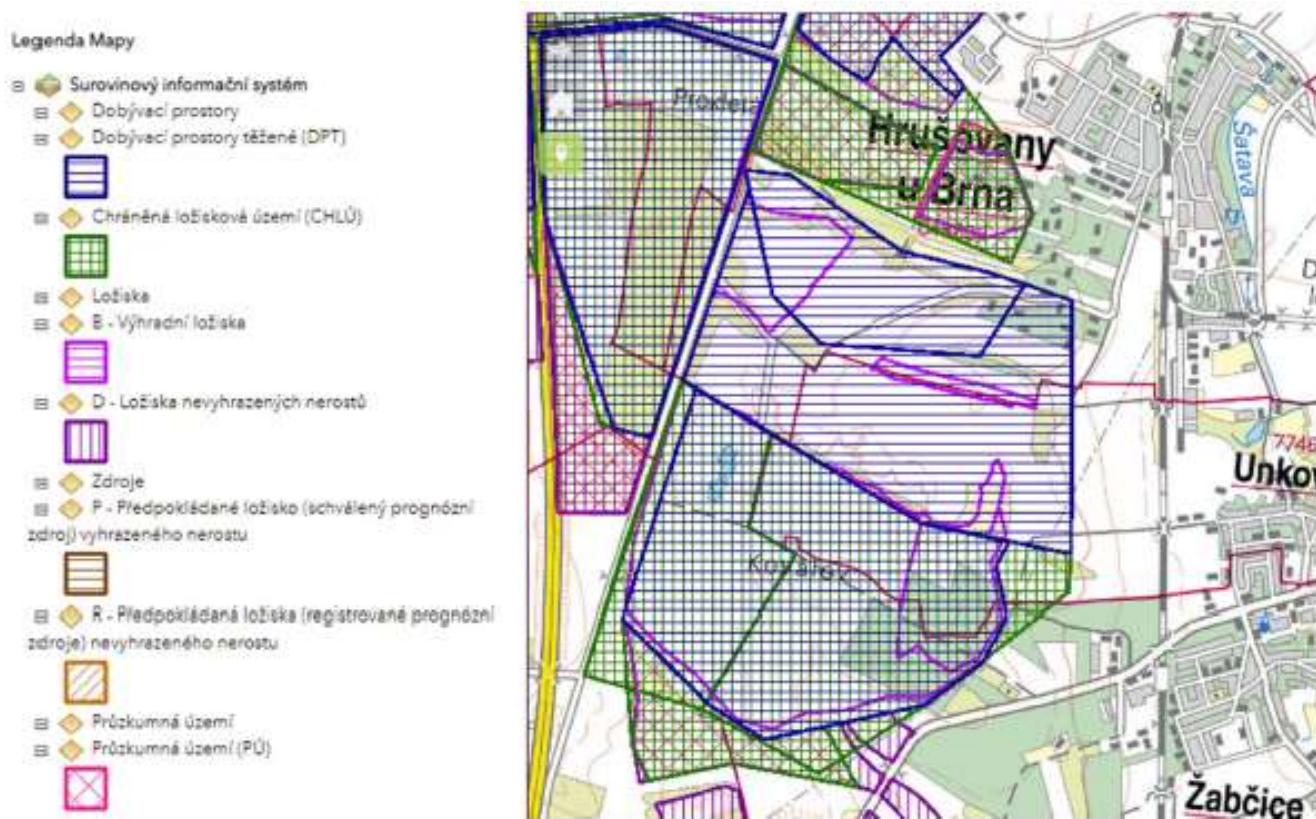 Legenda Mapy
Surovinový informační systém
Dobývací prostory
Dobývací prostory těžené (DPT)
Chráněná ložisková území (CHLÚ)
Ložiska
B - Výhradní ložiska
D - Ložiska nevyhrazených nerostů
Zdroje
P - Předpokládané ložisko (schválený prognózní
zdroj) vyhrazeného nerostu
R - Předpokládaná ložiska (registrované prognózní
zdroje) nevyhrazeného nerostu
Průzkumná území
Průzkumná území (PÚ)
Hrušovany
u Brna
Šatava
D
7746
Unkov
Žabčice